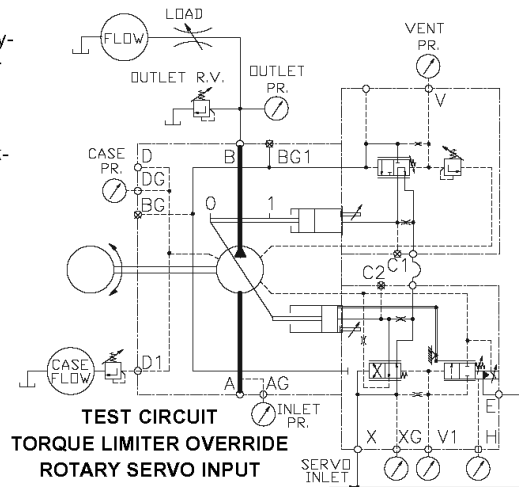 y-
LOAD
FLOW
VENT
PR.
OUTLET R.V.
OUTLET
PR.
V
k-
CASE
PR.
D
B
BG1
DG
BG
0
1
C1
C2
CASE
FLOW
D1
A
AG
INLET
PR.
E
TEST CIRCUIT
TORQUE LIMITER OVERRIDE
ROTARY SERVO INPUT
X
XG
V1
H
SERVO
INLET